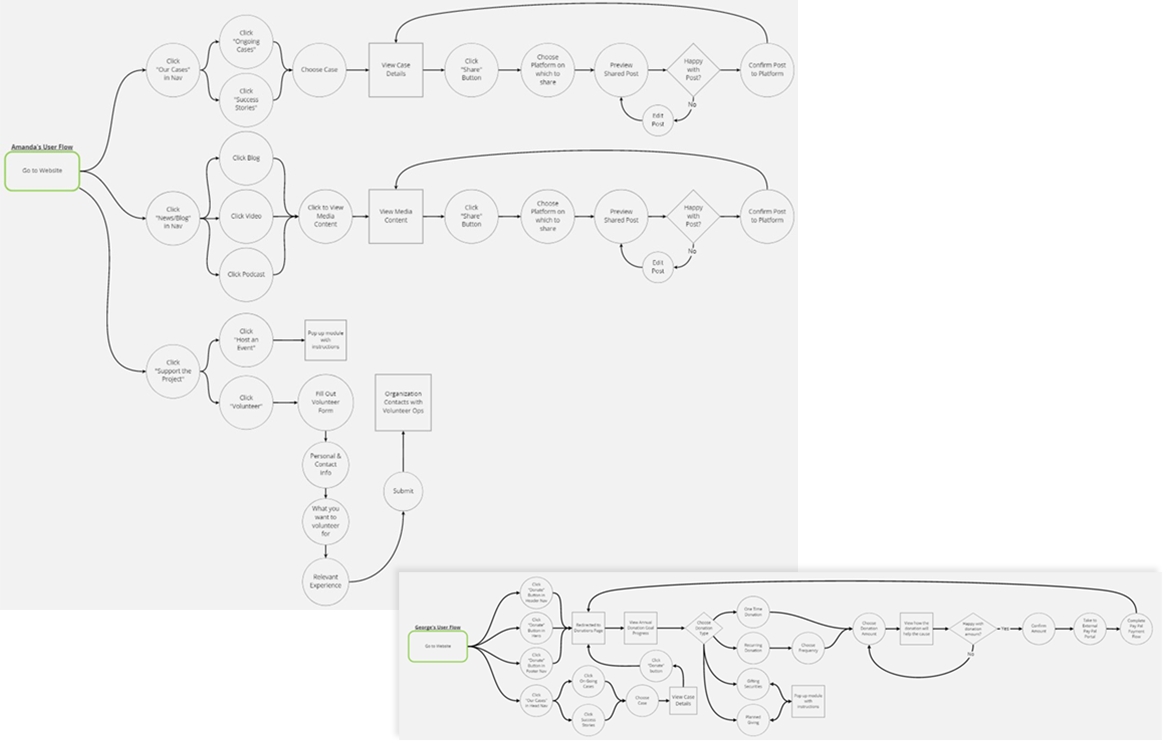 Amanda's User Flow
Go to Website
Click
"Our Cases"
in Nav
Click
"Ongoing
Cases"
Click
"Success
Stories"
Choose Case
View Case
Details
Click
"Share"
Button
Choose
Platform on
which to
share
Preview
Shared Post
Happy
with
Post?
No
Edit
Post
Confirm Post
to Platform
Click
"News/Blog"
in Nav
Click Blog
Click Video
Click Podcast
Click to View
Media
Content
View Media
Content
Click
"Share"
Button
Choose
Platform on
which to
share
Preview
Shared Post
Happy
with
Post?
No
Edit
Post
Confirm Post
to Platform
Click
"Support the
Project"
Click
"Host an
Event"
Pop up module
with
instructions
Click
"Volunteer"
Fill Out
Volunteer
Form
Personal &
Contact
Info
What you
want to
volunteer
for
Relevant
Experience
Submit
Organization
Contacts with
Volunteer Ops
George's User Flow
Go to Website
Click
"Donate"
Button in
Header Nav
Click
"Donate"
Button in
Hero
Click
"Donate"
Button in
Footer Nav
Click
"Our Cases"
in Head Nav
Click
On-Going
Cases
Click
Success
Stories
Choose
Case
View Case
Details
Click
"Donate"
button
Redirected to
Donations Page
View Annual
Donation Goal
Progress
Choose
Donation
Type
One Time
Donation
Recurring
Donation
Choose
Frequency
Gifting
Securities
Planned
Giving
Pop up module
with
instructions
Choose
Donation
Amount
View how the
donation will
help the cause
Happy with
donation
amount?
Yes
No
Confirm
Amount
Take to
External
Pay Pal
Portal
Complete
Pay Pal
Payment
Flow